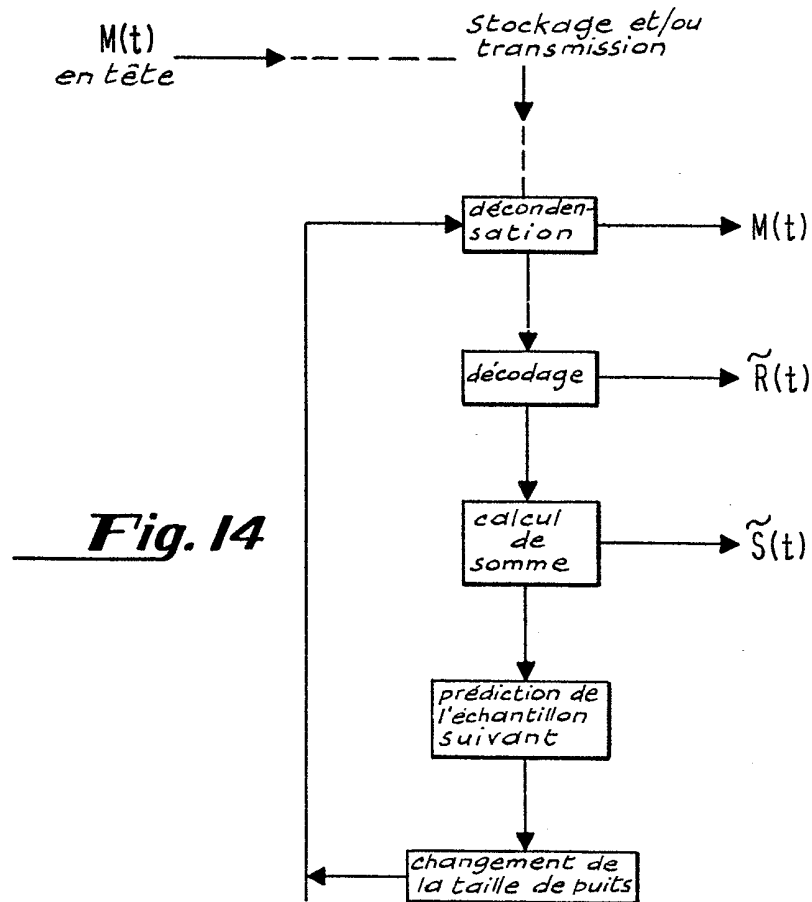 M(t)
en tête
stockage et/ou
transmission
déconden-
sation
M(t)
décodage
R̃(t)
calcul
de
somme
S̃(t)
Fig. 14
prédiction de
l'échantillon
suivant
changement de
la taille de puits